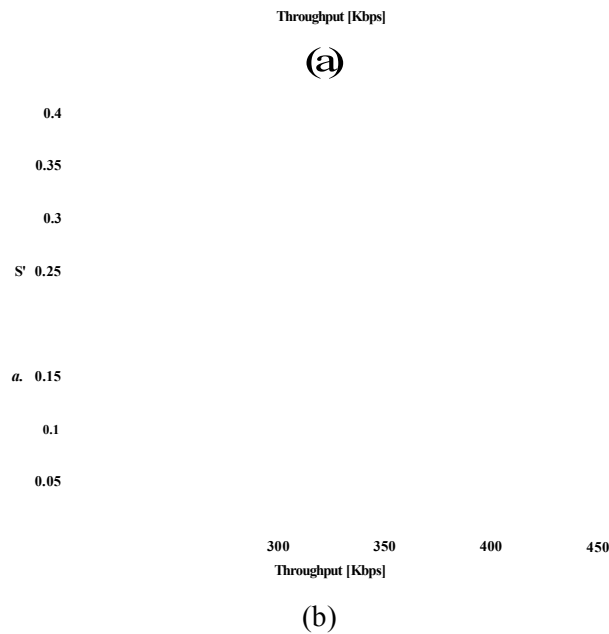 Throughput [Kbps]
(a)
0.4
0.35
0.3
S' 0.25
a. 0.15
0.1
0.05
300 350 400 450
Throughput [Kbps]
(b)